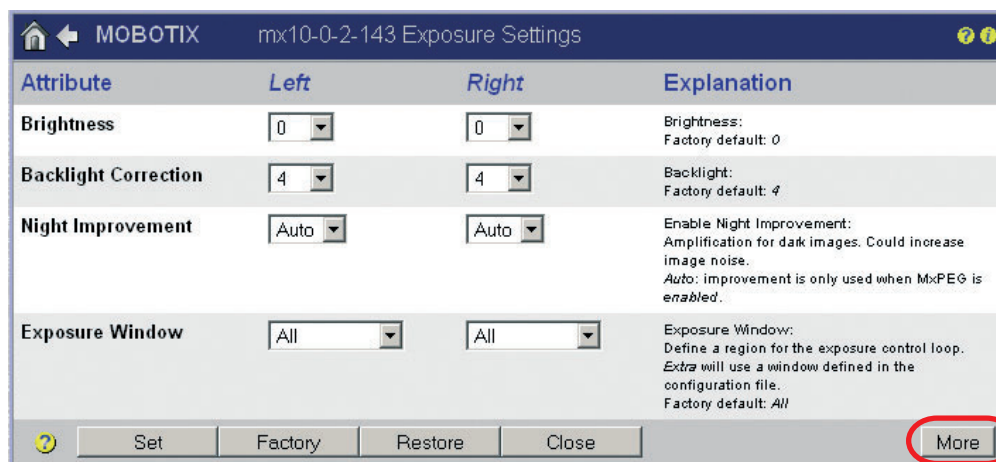 MOBOTIX mx10-0-2-143 Exposure Settings ? i
Attribute Left Right Explanation
Brightness 0 0 Brightness:
Factory default: 0
Backlight Correction 4 4 Backlight:
Factory default: 4
Night Improvement Auto Auto Enable Night Improvement:
Amplification for dark images. Could increase
image noise.
Auto: improvement is only used when MxPEG is
enabled.
Exposure Window All All Exposure Window:
Define a region for the exposure control loop.
Extra will use a window defined in the
configuration file.
Factory default: All
? Set Factory Restore Close More